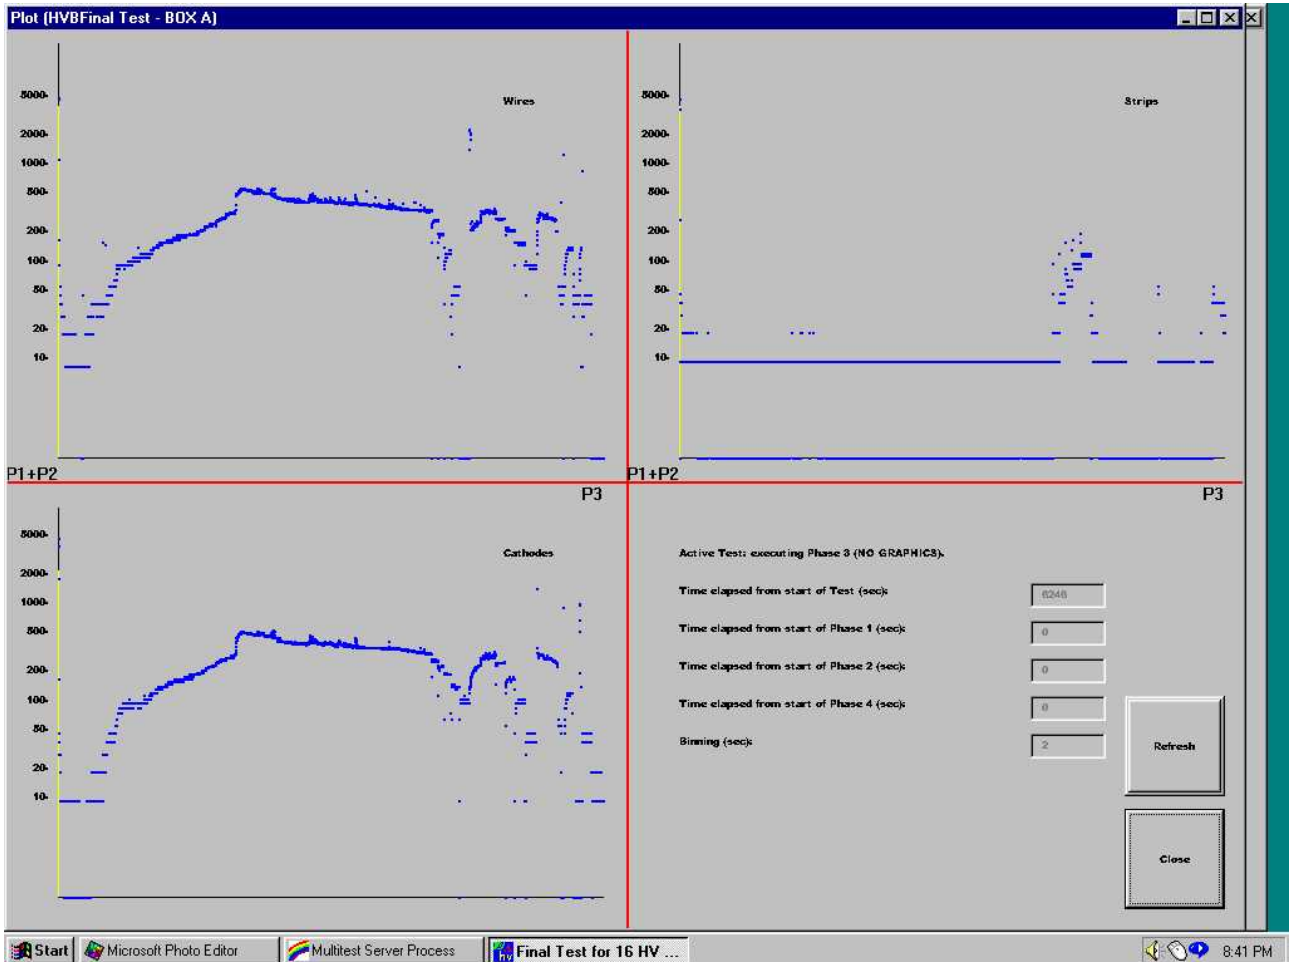 Plot (HVBFinal Test - BOX A)
Wires
5000-
2000-
1000-
500-
200-
100-
50-
20-
10-
P1+P2
Strips
5000-
2000-
1000-
500-
200-
100-
50-
20-
10-
P1+P2
P3
Cathodes
5000-
2000-
1000-
500-
200-
100-
50-
20-
10-
P3
Active Test: executing Phase 3 (NO GRAPHICS).
Time elapsed from start of Test (sec): 6246
Time elapsed from start of Phase 1 (sec): 0
Time elapsed from start of Phase 2 (sec): 0
Time elapsed from start of Phase 4 (sec): 0
Binning (sec): 2
Refresh
Close
Start
Microsoft Photo Editor
Multitest Server Process
hv
Final Test for 16 HV ...
8:41 PM